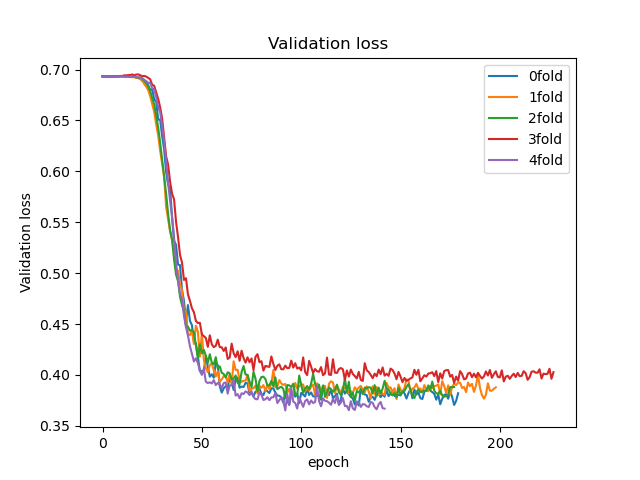 Validation loss
0.70
0.65
0.60
0.55
0.50
0.45
0.40
0.35
Validation loss
0 50 100 150 200
epoch
0fold
1fold
2fold
3fold
4fold